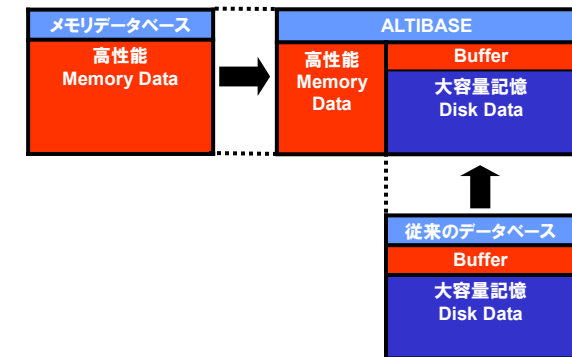 メモリデータベース
高性能
Memory Data
ALTIBASE
高性能
Memory
Data
Buffer
大容量記憶
Disk Data
従来のデータベース
Buffer
大容量記憶
Disk Data